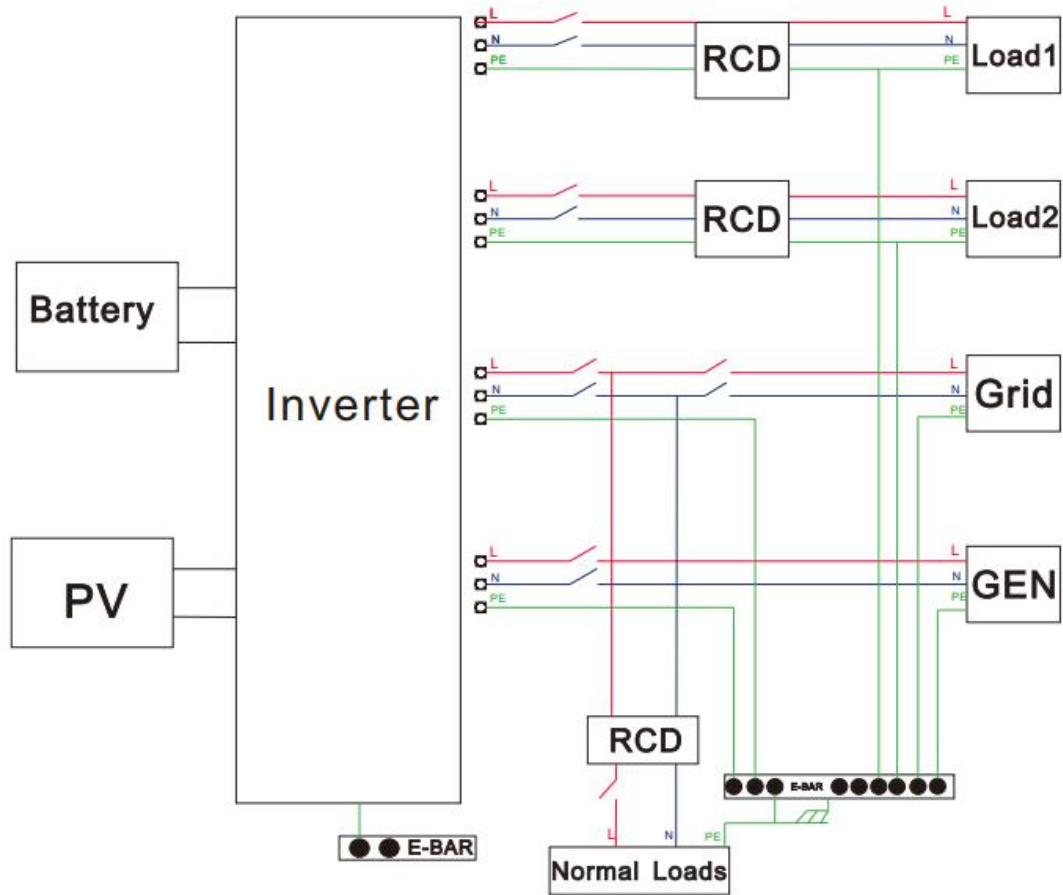 L
L
N
N
PE
PE
RCD
Load1
L
L
N
N
PE
PE
RCD
Load2
Battery
Inverter
L
L
N
N
PE
PE
Grid
PV
L
L
N
N
PE
PE
GEN
RCD
E-BAR
E-BAR
L
N
PE
Normal Loads